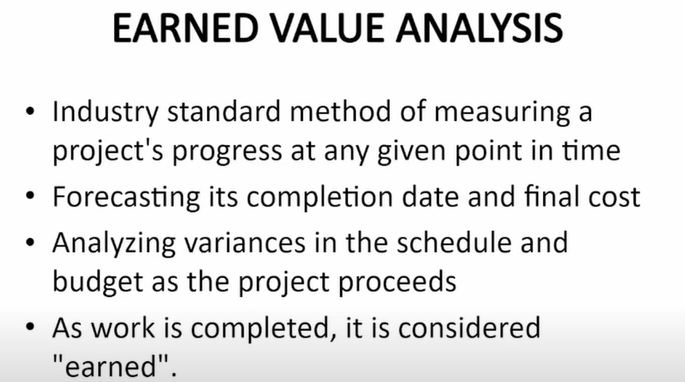 EARNED VALUE ANALYSIS
• Industry standard method of measuring a
project's progress at any given point in time
• Forecasting its completion date and final cost
• Analyzing variances in the schedule and
budget as the project proceeds
• As work is completed, it is considered
"earned".